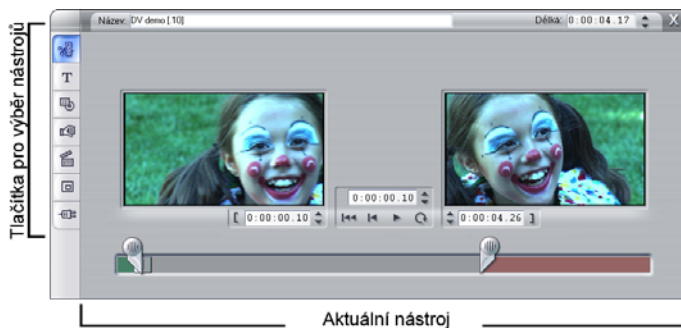 Název: DV demo [.10]
Délka: 0:00:04.17
X
Tlačítka pro výběr nástrojů
T
0:00:00.10
[ 0:00:00.10
0:00:04.26 ]
Aktuální nástroj